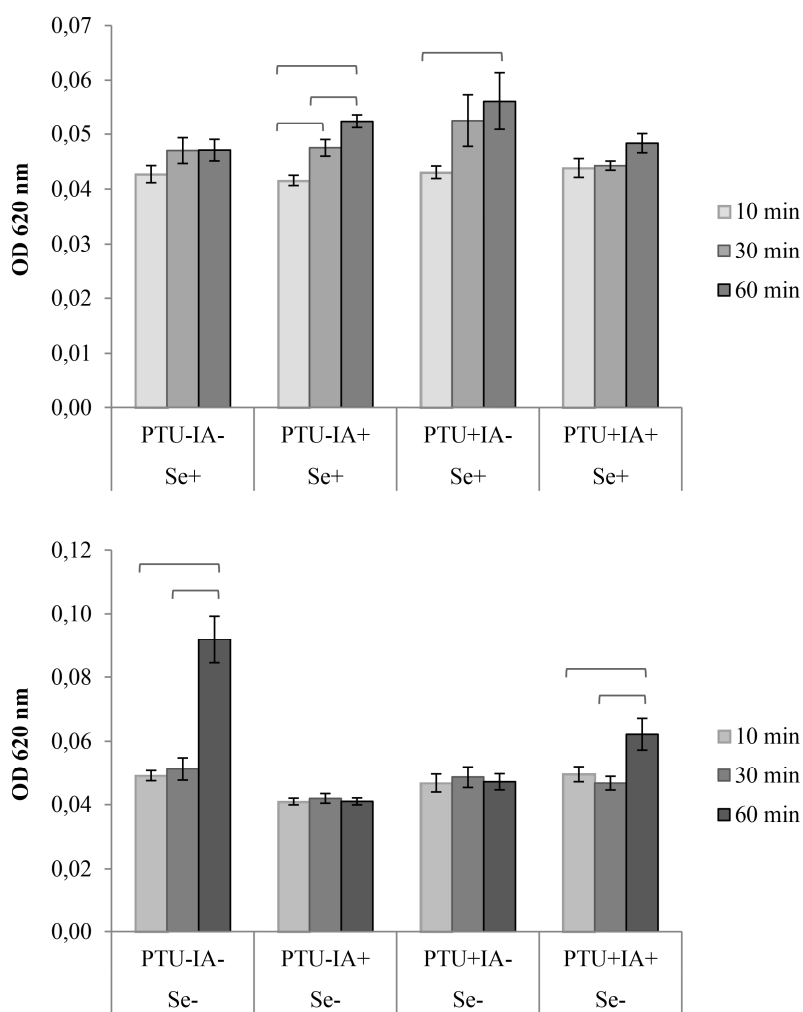 0,07
0,06
0,05
0,04
0,03
0,02
0,01
0,00
OD 620 nm
PTU-IA- PTU-IA+ PTU+IA- PTU+IA+
Se+ Se+ Se+ Se+
10 min
30 min
60 min
0,12
0,10
0,08
0,06
0,04
0,02
0,00
OD 620 nm
PTU-IA- PTU-IA+ PTU+IA- PTU+IA+
Se- Se- Se- Se-
10 min
30 min
60 min